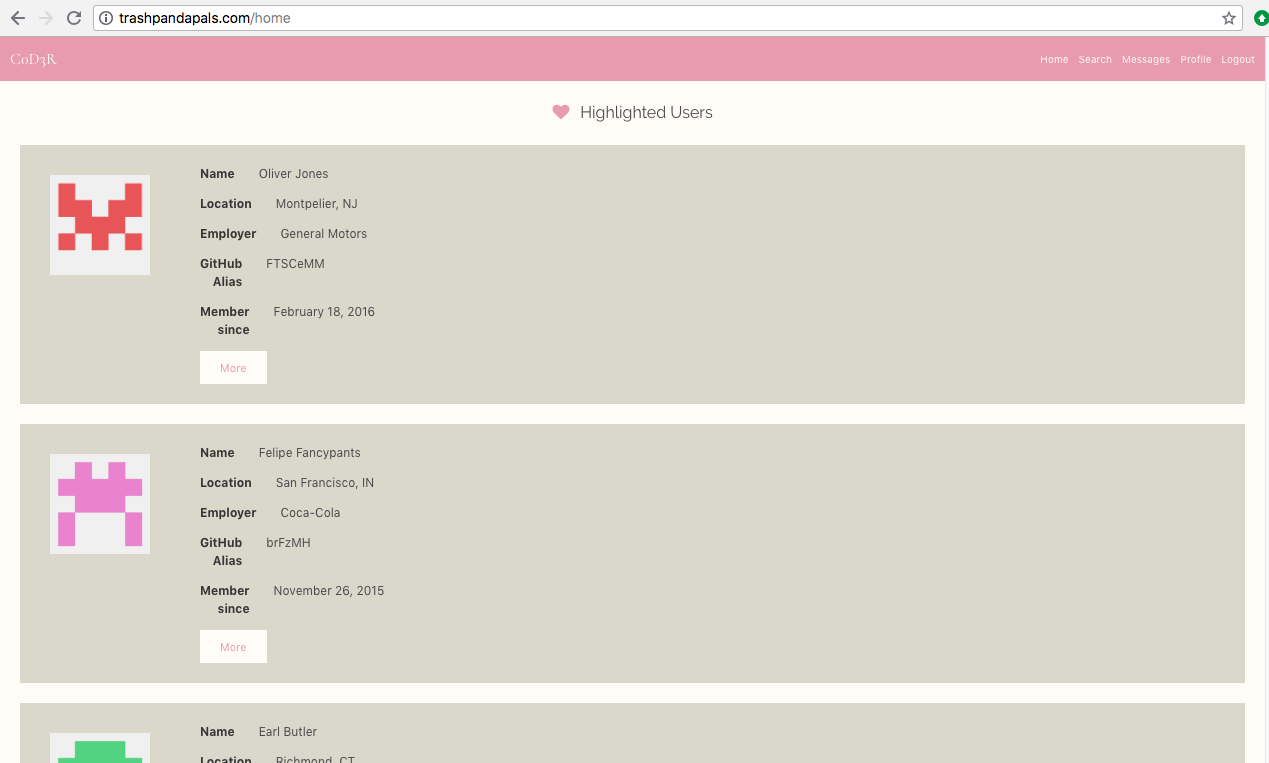 trashpandapals.com/home
CoD3R Home Search Messages Profile Logout
Highlighted Users
Name Oliver Jones
Location Montpelier, NJ
Employer General Motors
GitHub FTSCeMM
Alias
Member February 18, 2016
since
More
Name Felipe Fancypants
Location San Francisco, IN
Employer Coca-Cola
GitHub brFzMH
Alias
Member November 26, 2015
since
More
Name Earl Butler
Location Richmond, CT